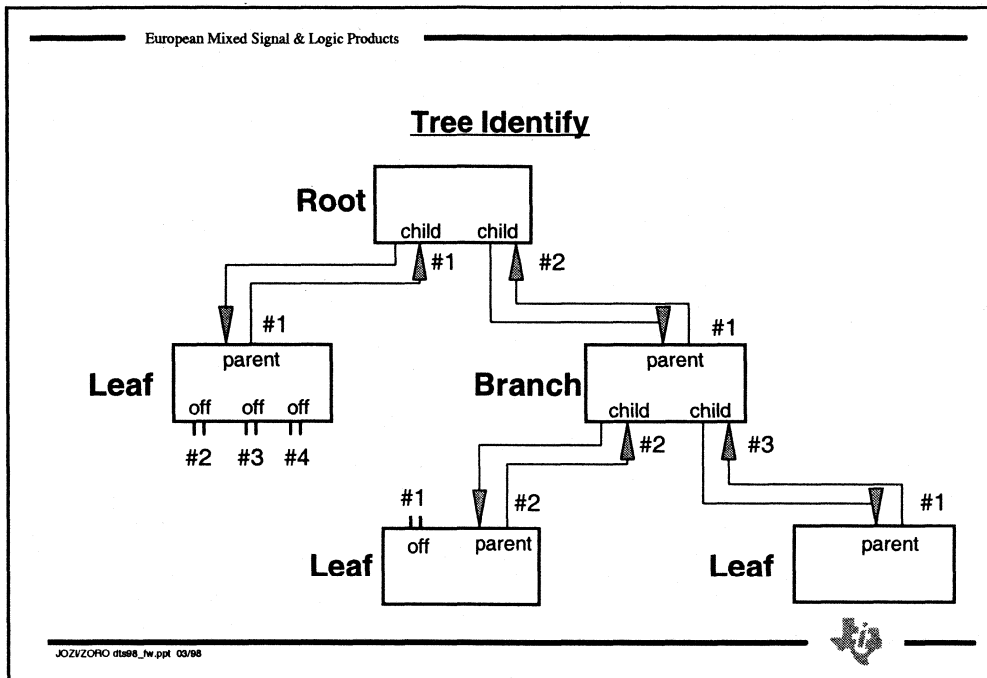 European Mixed Signal & Logic Products
Tree Identify
Root
child child
#1 #2
#1 #1
parent parent
Leaf Branch
off off off child child
#2 #3 #4 #2 #3
#1 #2 #1
off parent parent
Leaf Leaf
JOZI/ZORO dts98_fw.ppt 03/98